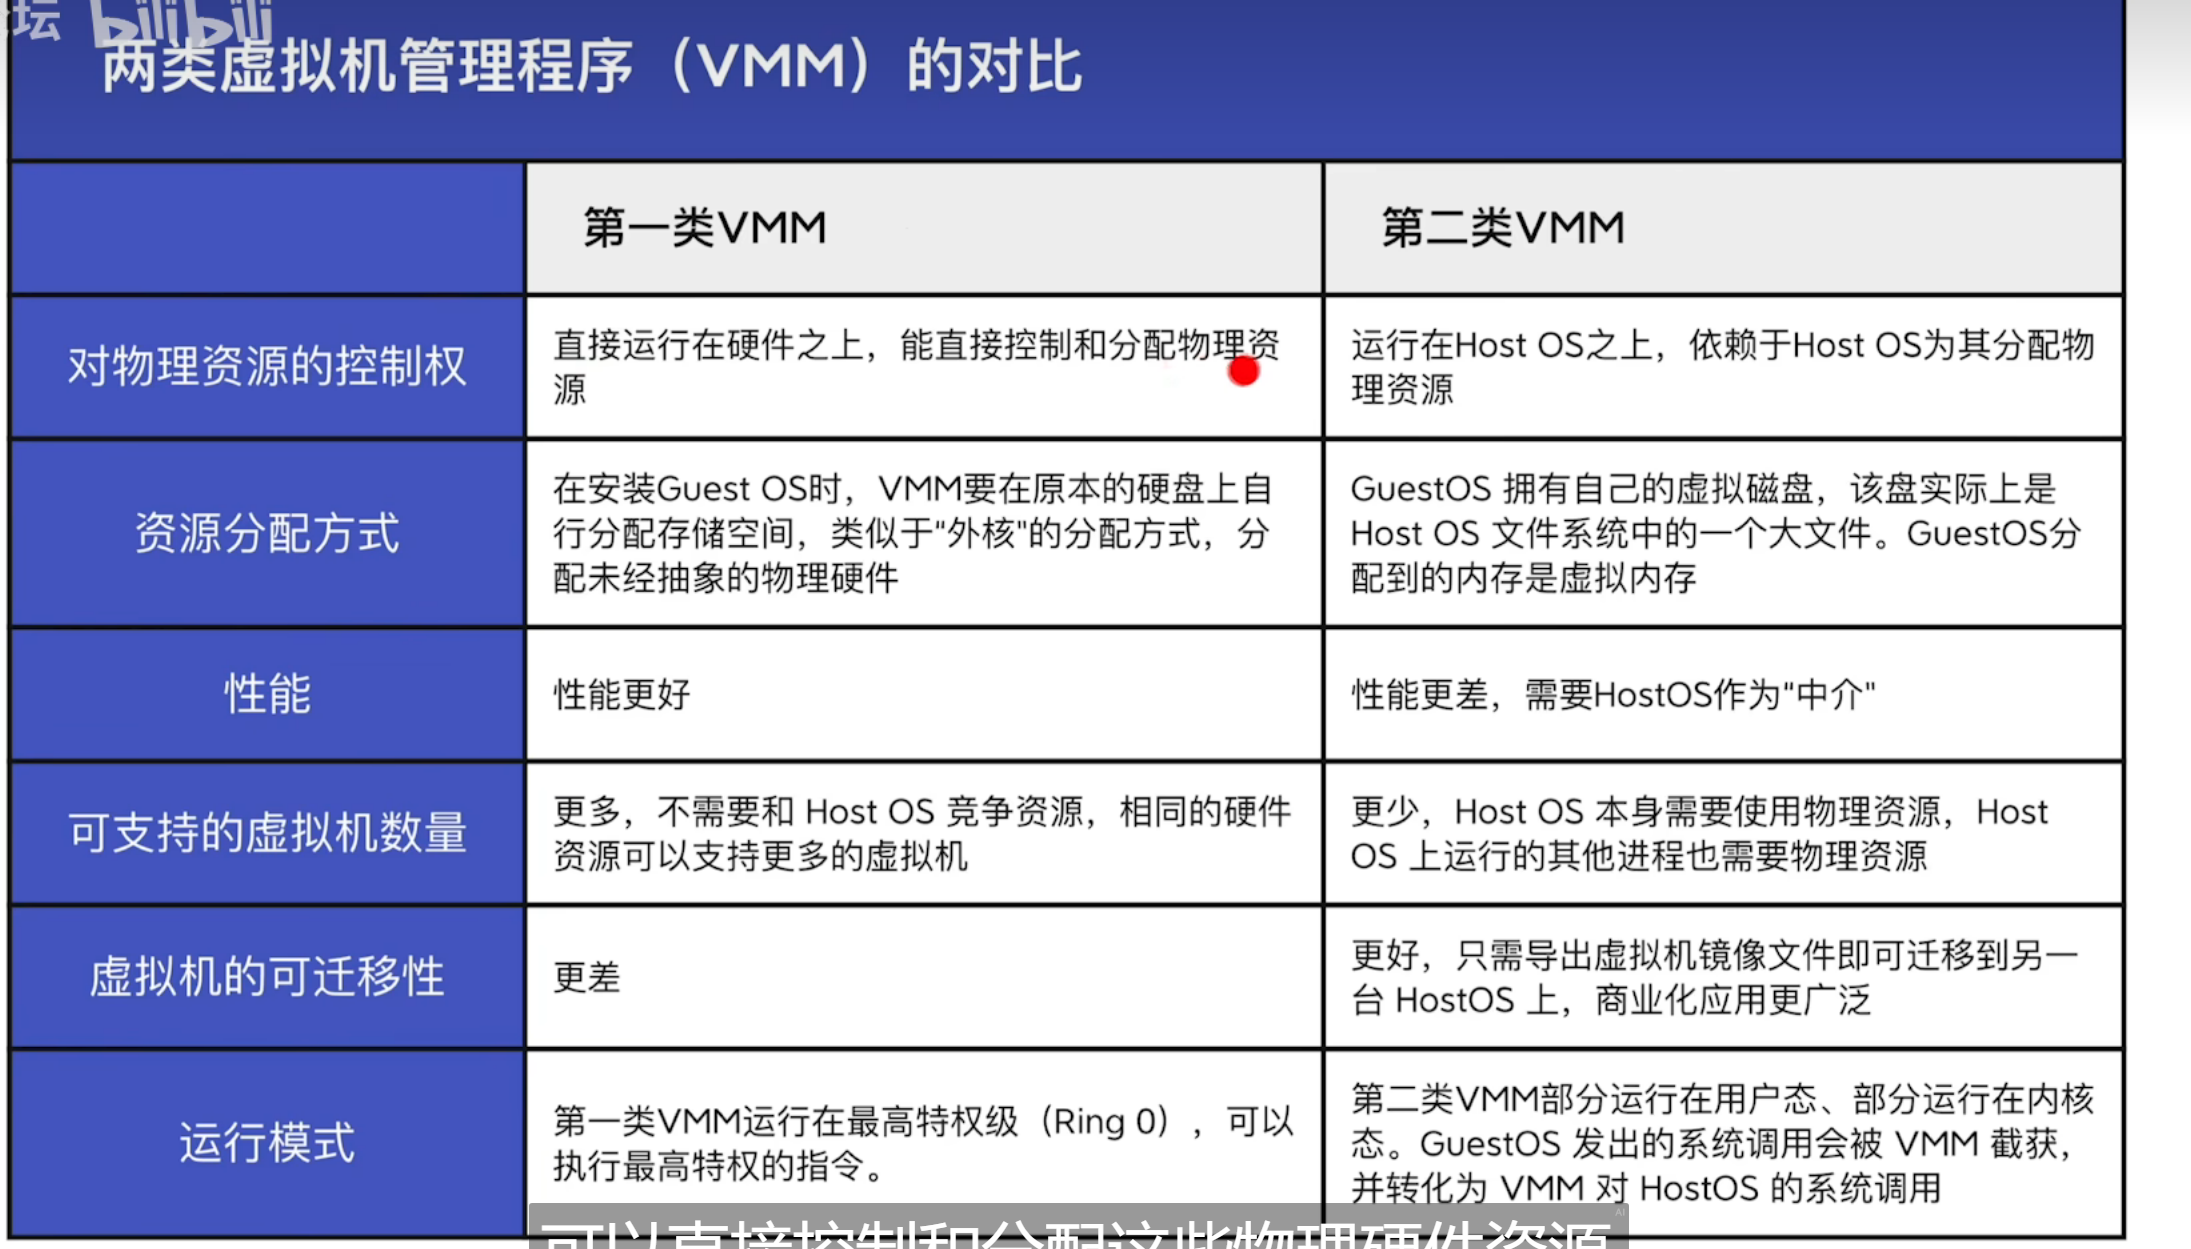 坛 bilibili
两类虚拟机管理程序（VMM）的对比
第一类VMM
第二类VMM
对物理资源的控制权
直接运行在硬件之上，能直接控制和分配物理资
源
运行在Host OS之上，依赖于Host OS为其分配物
理资源
资源分配方式
在安装Guest OS时，VMM要在原本的硬盘上自
行分配存储空间，类似于"外核"的分配方式，分
配未经抽象的物理硬件
GuestOS 拥有自己的虚拟磁盘，该盘实际上是
Host OS 文件系统中的一个大文件。GuestOS分
配到的内存是虚拟内存
性能
性能更好
性能更差，需要HostOS作为"中介"
可支持的虚拟机数量
更多，不需要和 Host OS 竞争资源，相同的硬件
资源可以支持更多的虚拟机
更少，Host OS 本身需要使用物理资源，Host
OS 上运行的其他进程也需要物理资源
虚拟机的可迁移性
更差
更好，只需导出虚拟机镜像文件即可迁移到另一
台 HostOS 上，商业化应用更广泛
运行模式
第一类VMM运行在最高特权级（Ring 0），可以
执行最高特权的指令。
第二类VMM部分运行在用户态、部分运行在内核
态。GuestOS 发出的系统调用会被 VMM 截获，
并转化为 VMM 对 HostOS 的系统调用
AI
可以直接控制和分配这些物理硬件资源